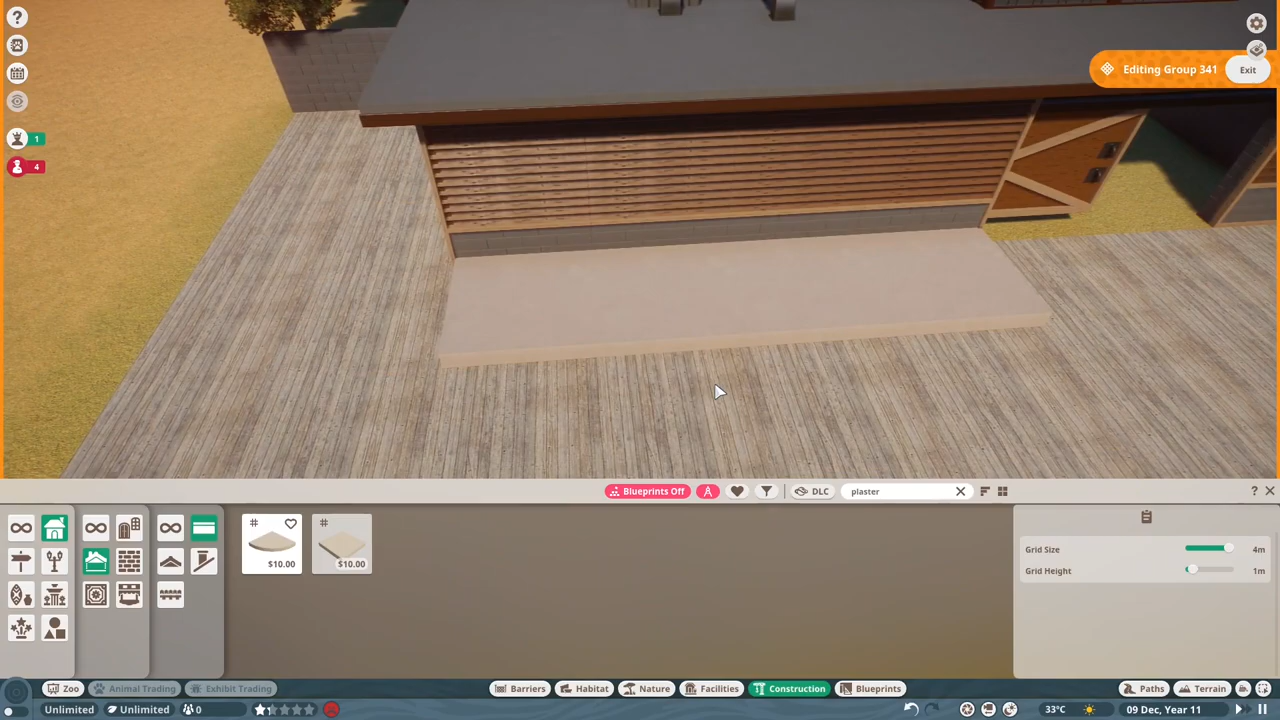 ?
Editing Group 341
Exit
1
4
Blueprints Off
DLC
plaster
?
$10.00
$10.00
Grid Size
4m
Grid Height
1m
Zoo
Animal Trading
Exhibit Trading
Barriers
Habitat
Nature
Facilities
Construction
Blueprints
Paths
Terrain
Unlimited
Unlimited
0
33°C
09 Dec, Year 11